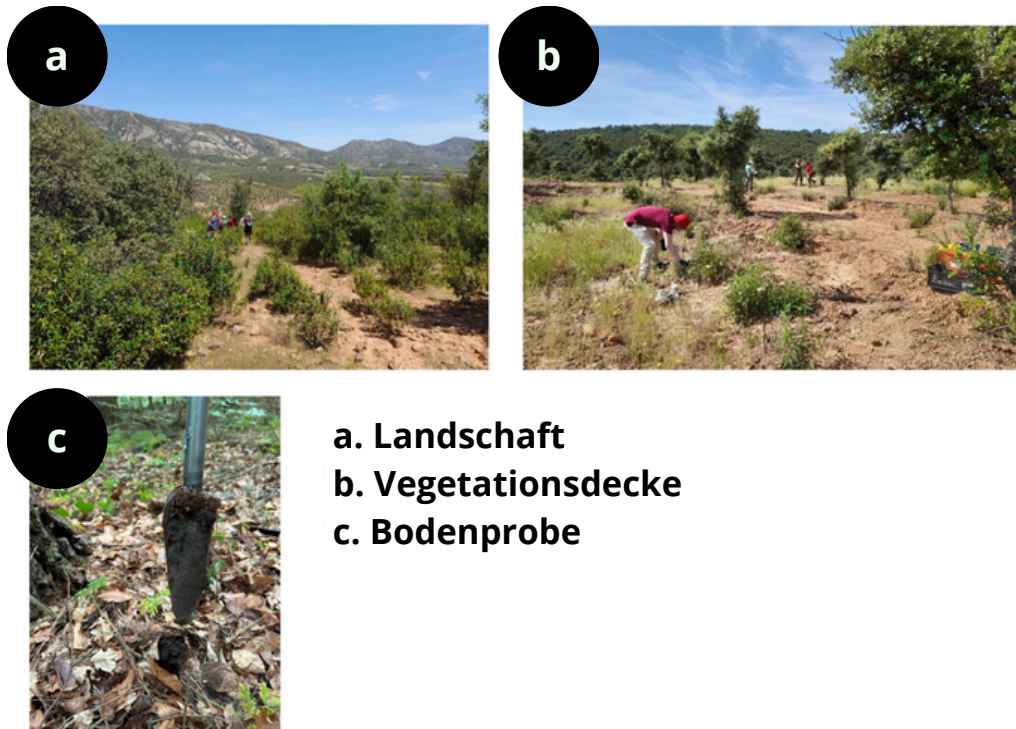 a
b
c
a. Landschaft
b. Vegetationsdecke
c. Bodenprobe